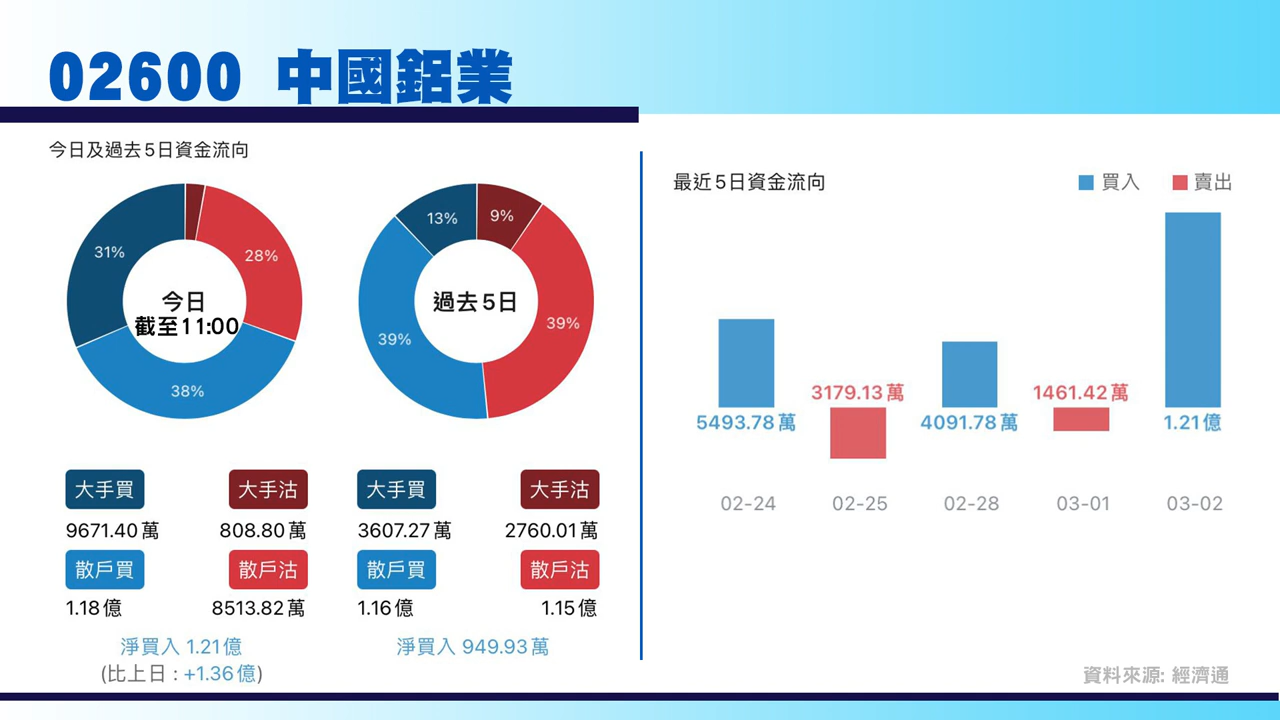 02600 中國鋁業
今日及過去5日資金流向
31%
28%
38%
今日
截至11:00
13%
9%
39%
39%
過去5日
大手買
大手沽
9671.40萬
808.80萬
散戶買
散戶沽
1.18億
8513.82萬
淨買入 1.21億
(比上日 : +1.36億)
大手買
大手沽
3607.27萬
2760.01萬
散戶買
散戶沽
1.16億
1.15億
淨買入 949.93萬
最近5日資金流向
買入
賣出
5493.78萬
3179.13萬
4091.78萬
1461.42萬
1.21億
02-24
02-25
02-28
03-01
03-02
資料來源: 經濟通